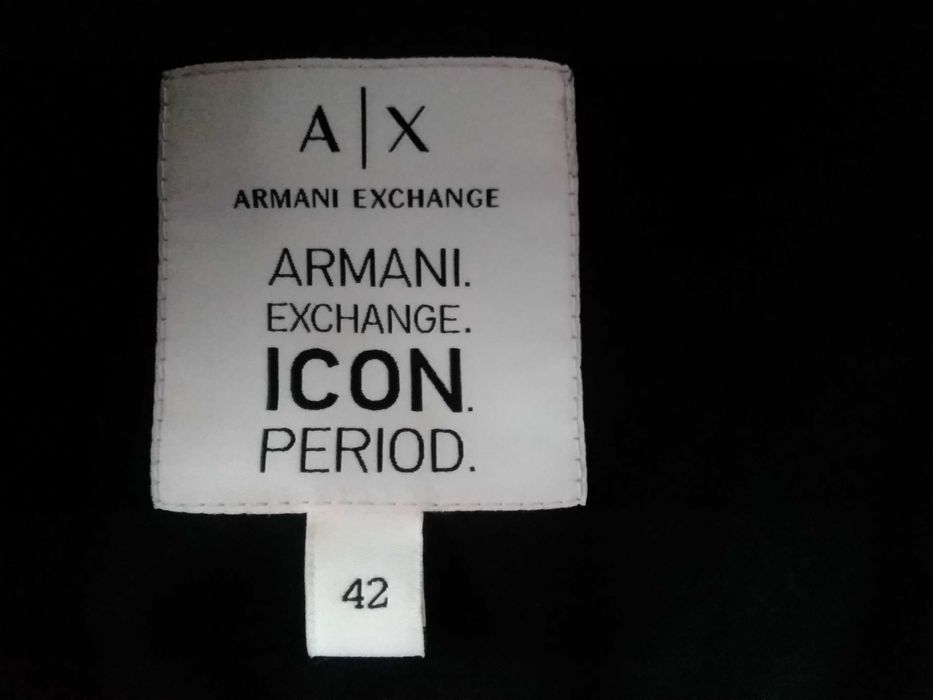 A|X
ARMANI EXCHANGE
ARMANI.
EXCHANGE.
ICON.
PERIOD.
42